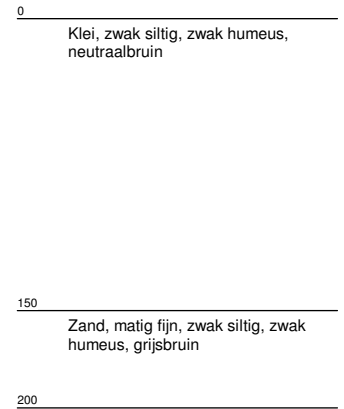 0
Klei, zwak siltig, zwak humeus,
neutraalbruin
150
Zand, matig fijn, zwak siltig, zwak
humeus, grijsbruin
200